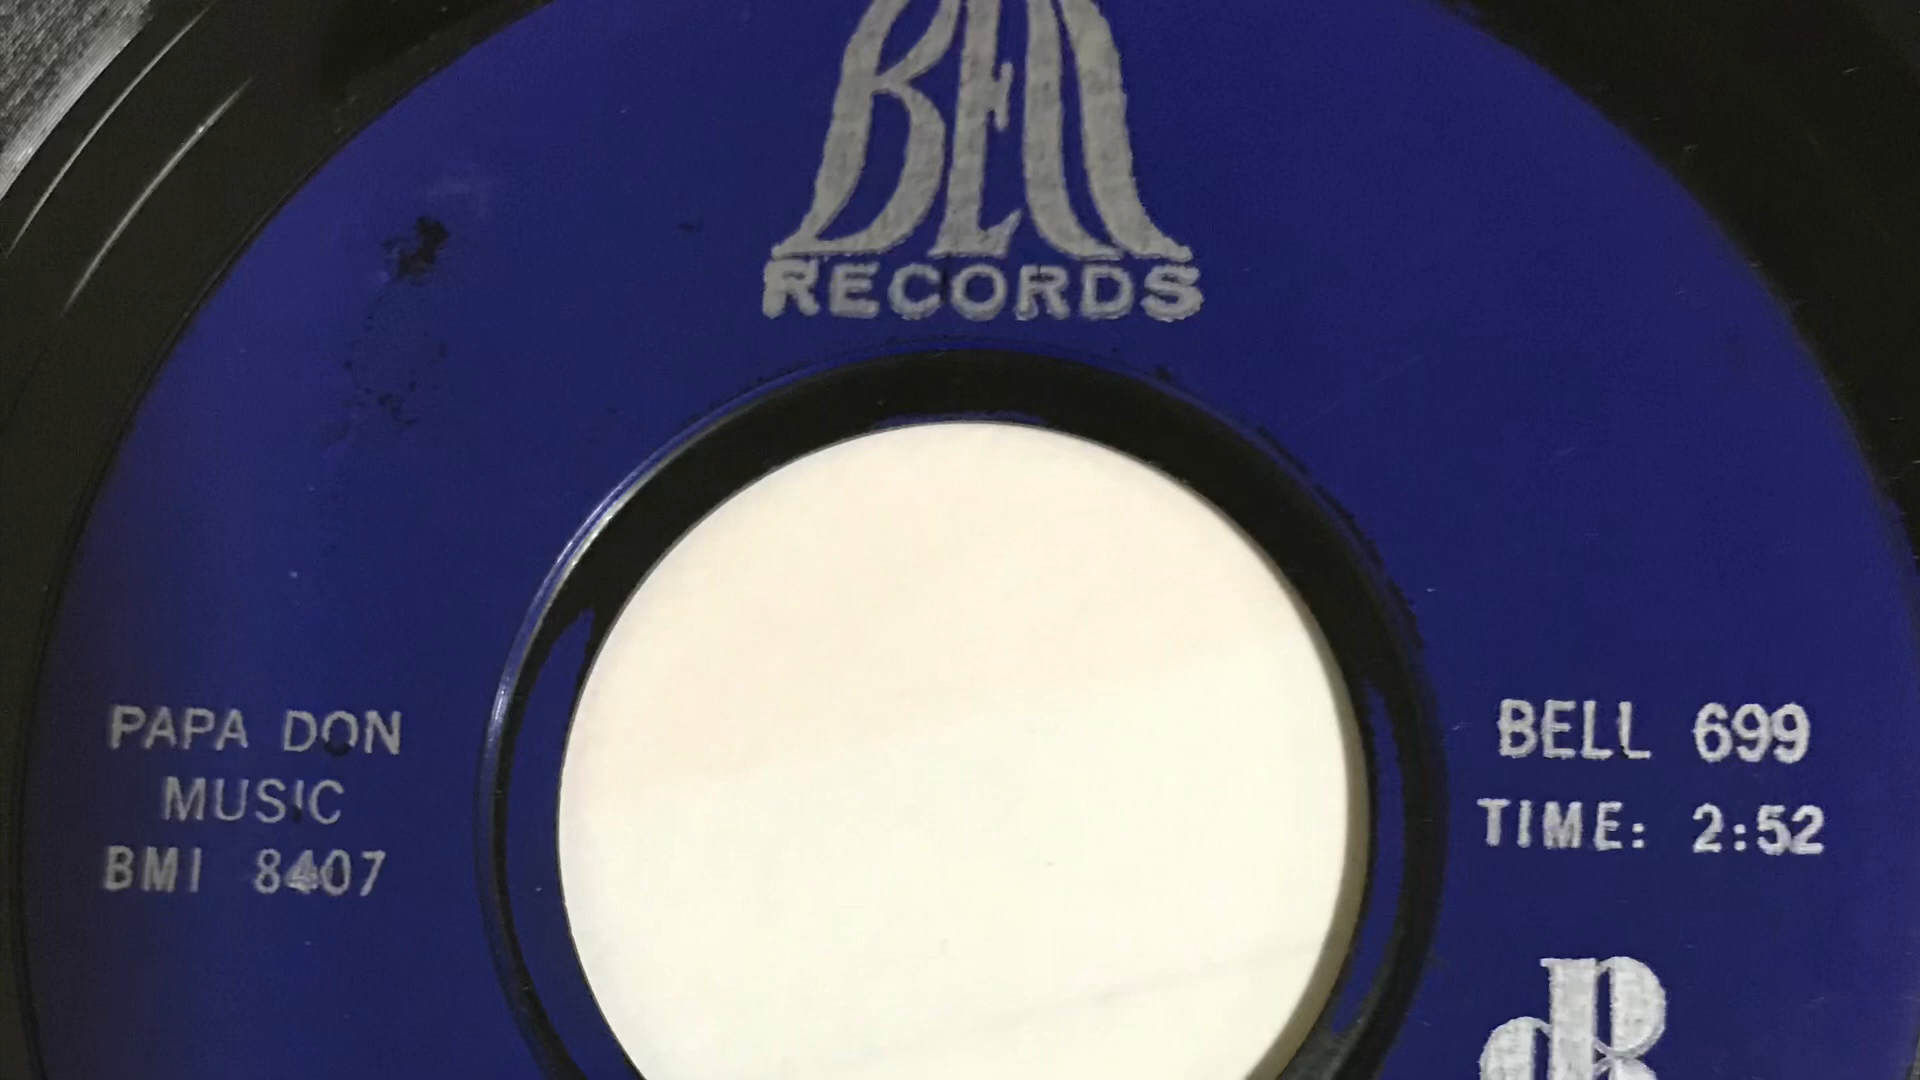 BELL
RECORDS
PAPA DON
MUSIC
BMI 8407
BELL 699
TIME: 2:52